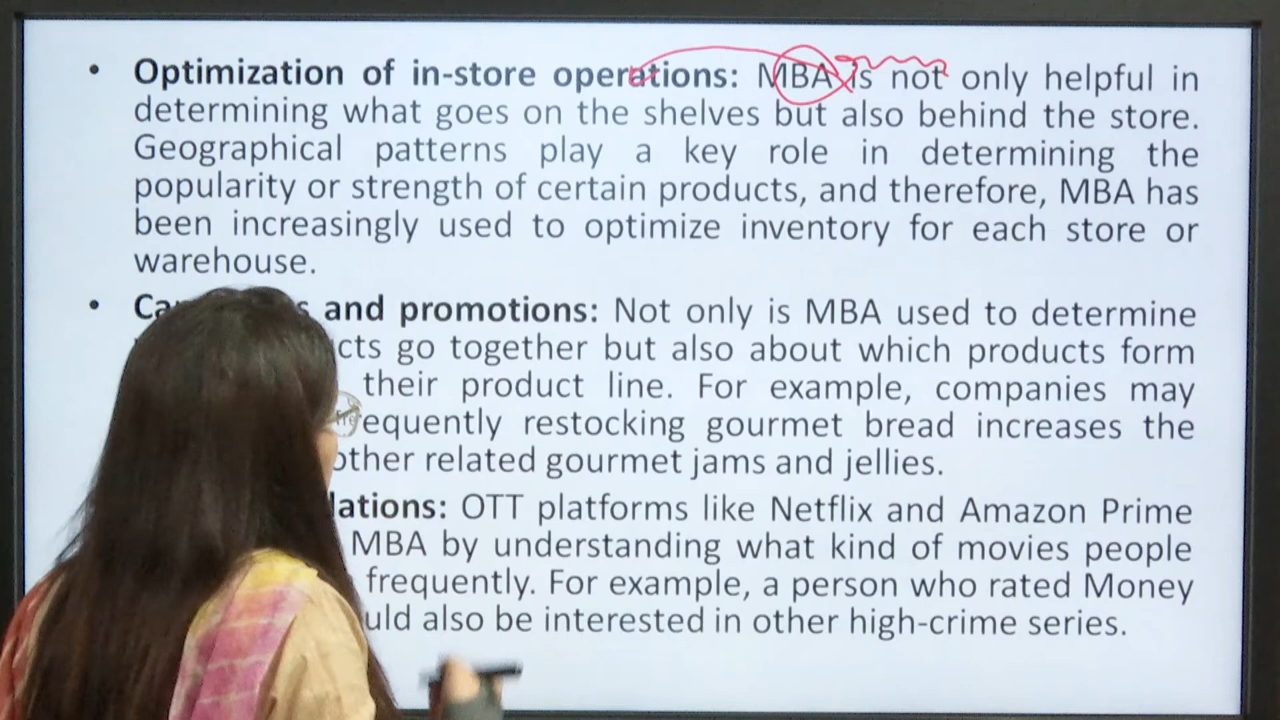 • Optimization of in-store operations: MBA is not only helpful in
determining what goes on the shelves but also behind the store.
Geographical patterns play a key role in determining the
popularity or strength of certain products, and therefore, MBA has
been increasingly used to optimize inventory for each store or
warehouse.
• and promotions: Not only is MBA used to determine
go together but also about which products form
their product line. For example, companies may
frequently restocking gourmet bread increases the
other related gourmet jams and jellies.
OTT platforms like Netflix and Amazon Prime
MBA by understanding what kind of movies people
frequently. For example, a person who rated Money
also be interested in other high-crime series.